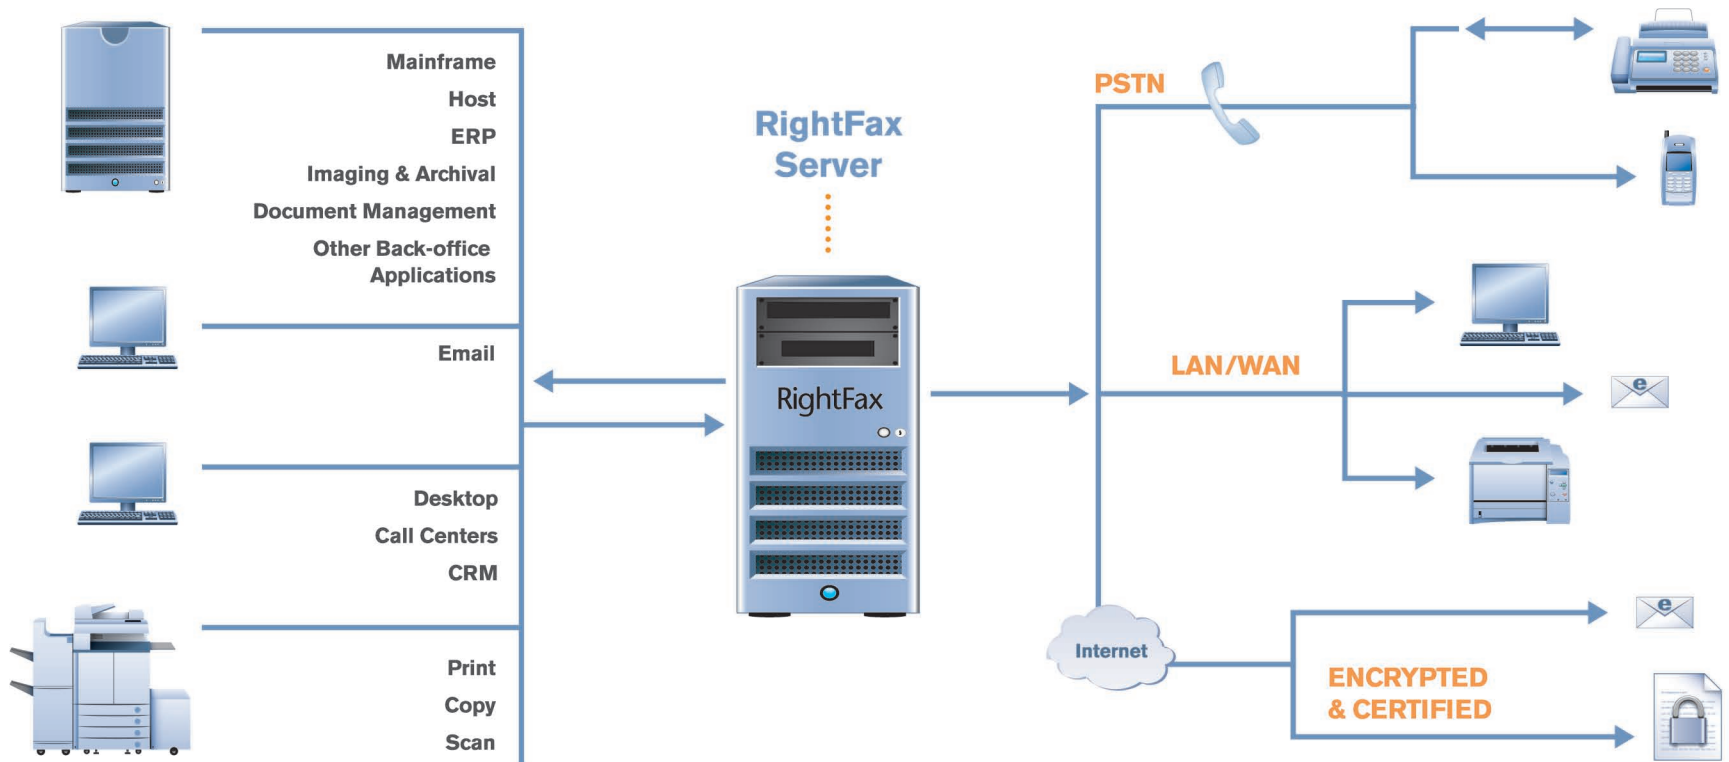 Mainframe
Host
ERP
Imaging & Archival
Document Management
Other Back-office
Applications
Email
Desktop
Call Centers
CRM
Print
Copy
Scan
RightFax
Server
RightFax
PSTN
LAN/WAN
e
Internet
e
ENCRYPTED
& CERTIFIED